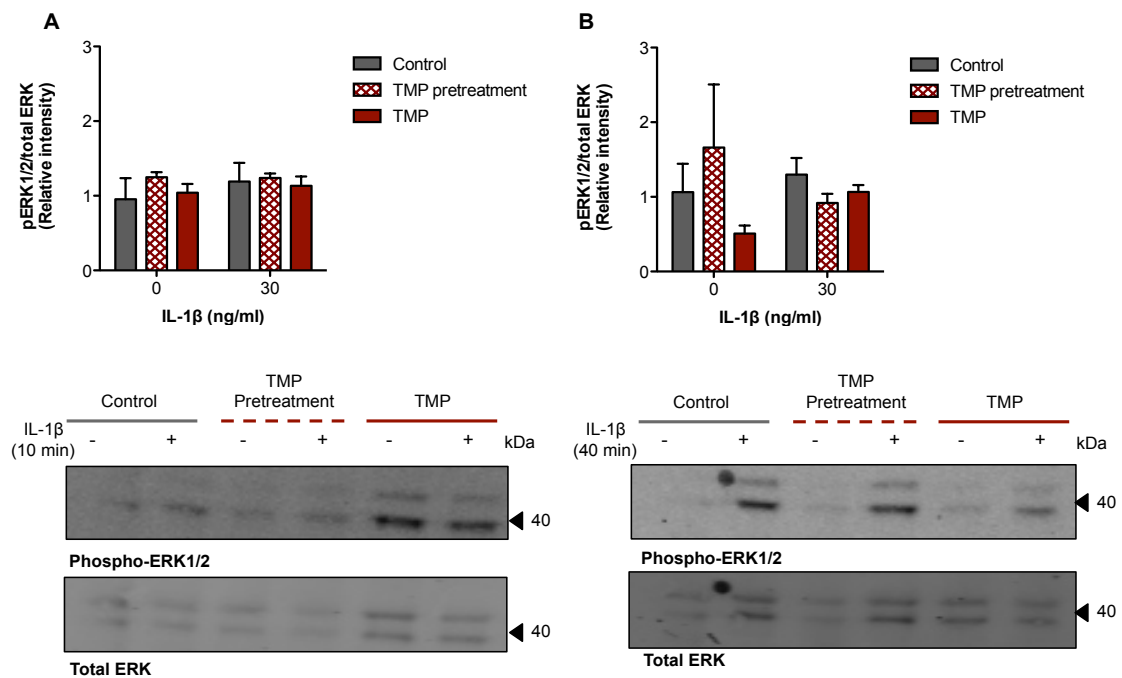 A
pERK1/2/total ERK
(Relative intensity)
3
2
1
0
0
30
IL-1β (ng/ml)
Control
TMP pretreatment
TMP
B
pERK1/2/total ERK
(Relative intensity)
3
2
1
0
0
30
IL-1β (ng/ml)
Control
TMP pretreatment
TMP
Control
TMP
Pretreatment
TMP
IL-1β
(10 min)
- + - + - +
kDa
40
Phospho-ERK1/2
40
Total ERK
Control
TMP
Pretreatment
TMP
IL-1β
(40 min)
- + - + - +
kDa
40
Phospho-ERK1/2
40
Total ERK